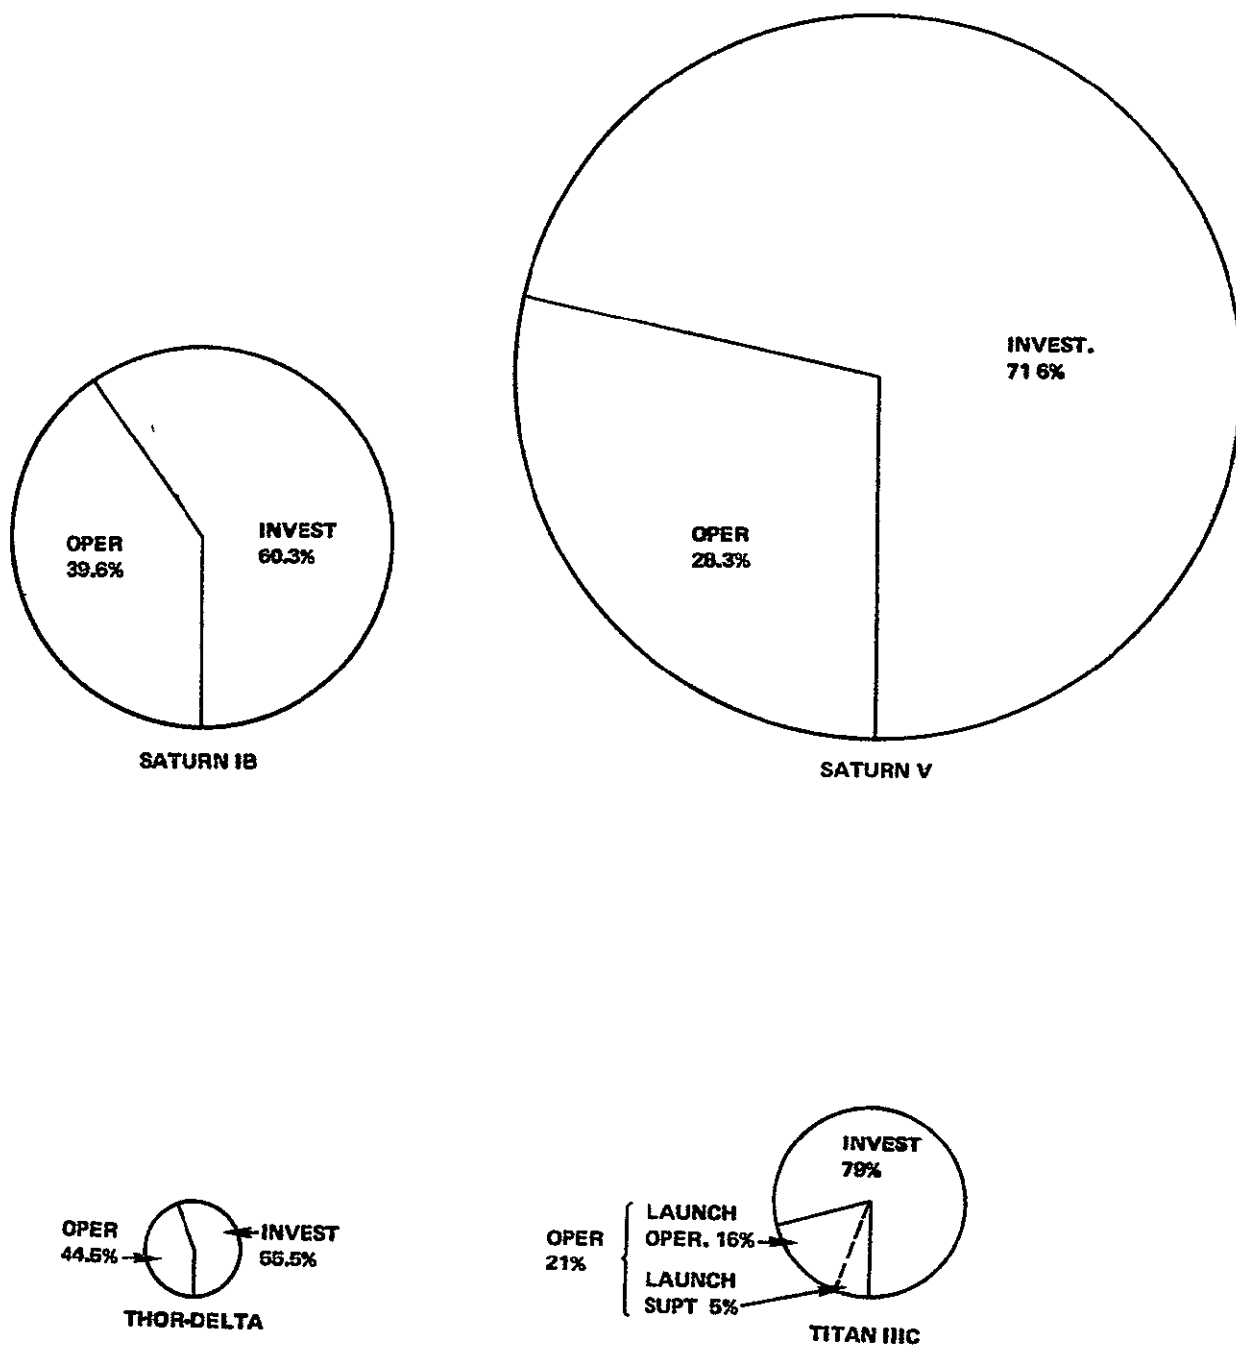 INVEST.
71 6%
OPER
28.3%
SATURN V
OPER
39.6%
INVEST
60.3%
SATURN IB
OPER
44.5%
INVEST
55.5%
THOR-DELTA
INVEST
79%
OPER
21%
LAUNCH
OPER. 16%
LAUNCH
SUPT 5%
TITAN IIIC